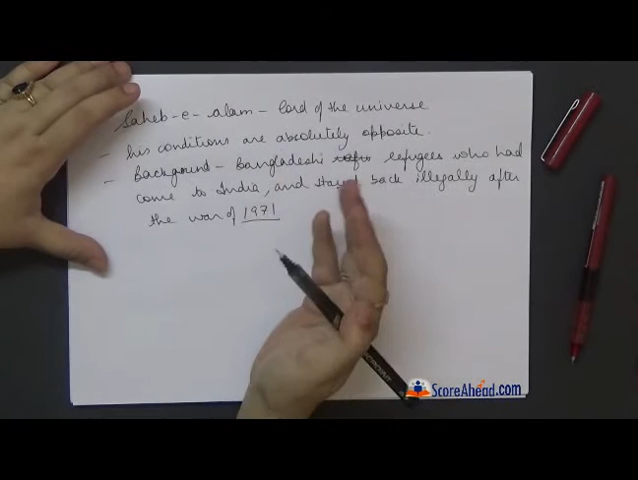 Saheb-e-alam - lord of the universe
- his conditions are absolutely opposite.
- Background - Bangladeshi refugees who had
come to India, and stayed back illegally after
the war of 1971
ScoreAhead.com